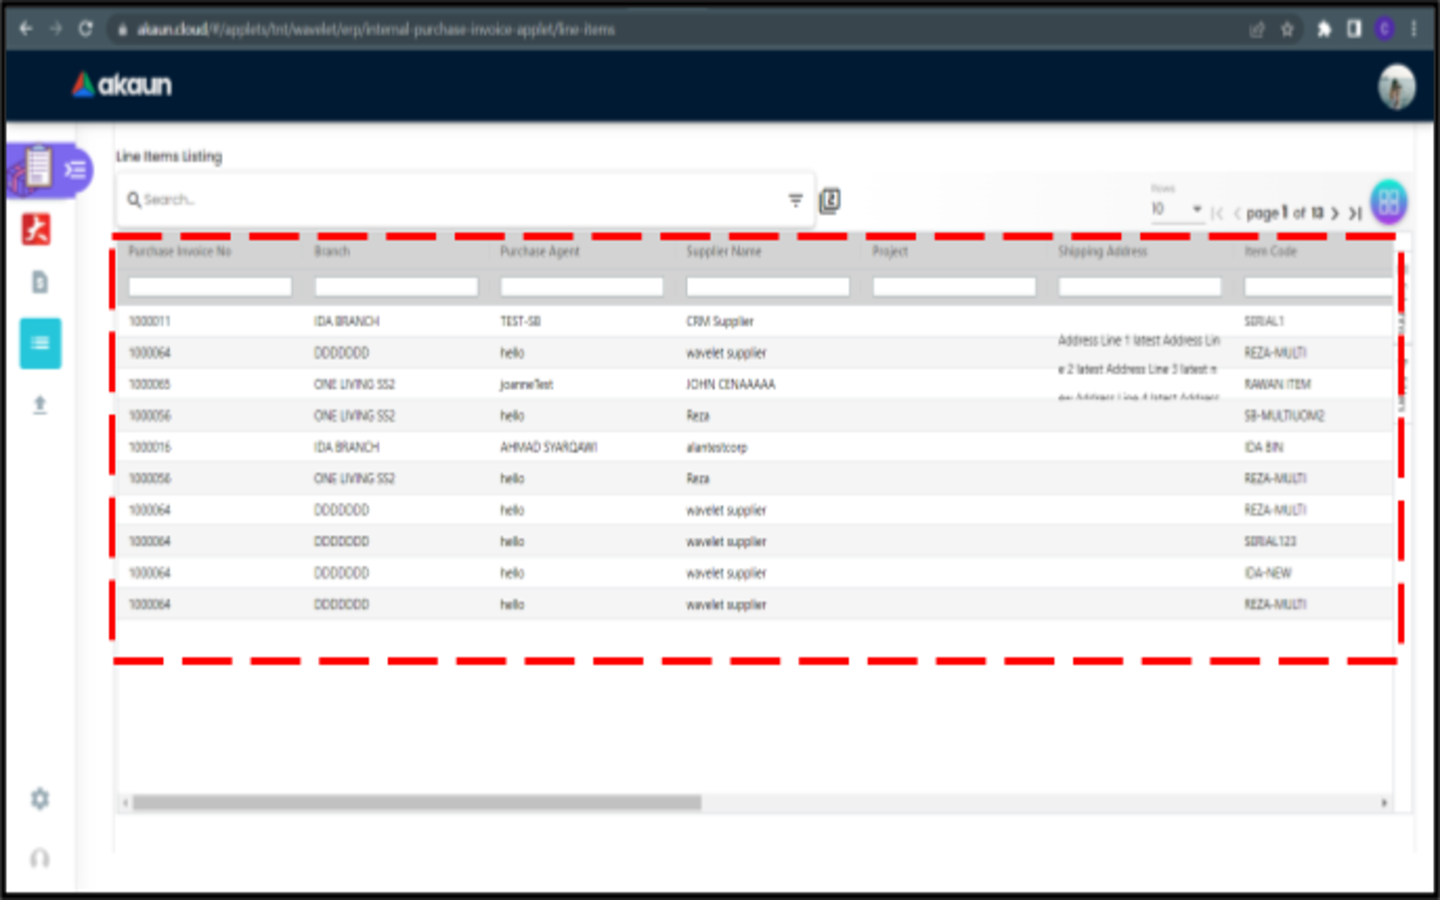 akaun.cloud/#/applets/tnt/wavelet/erp/internal-purchase-invoice-applet/line-items
C
akaun
Line Items Listing
Search...
2
Rows
10
page 1 of 13
Purchase Invoice No Branch Purchase Agent Supplier Name Project Shipping Address Item Code
1000011 IDA BRANCH TEST-SB CRM Supplier SERIAL1
1000064 DDDDDDD hello wavelet supplier Address Line 1 latest Address Lin REZA-MULTI
e 2 latest Address Line 3 latest n
1000065 ONE LIVING SS2 joanneTest JOHN CENAAAAA RAWAN ITEM
ew Address Line 4 latest Address
1000056 ONE LIVING SS2 hello Reza SB-MULTIUOM2
1000016 IDA BRANCH AHMAD SYARQAWI alantestcorp IDA BIN
1000056 ONE LIVING SS2 hello Reza REZA-MULTI
1000064 DDDDDDD hello wavelet supplier REZA-MULTI
1000064 DDDDDDD hello wavelet supplier SERIAL123
1000064 DDDDDDD hello wavelet supplier IDA-NEW
1000064 DDDDDDD hello wavelet supplier REZA-MULTI